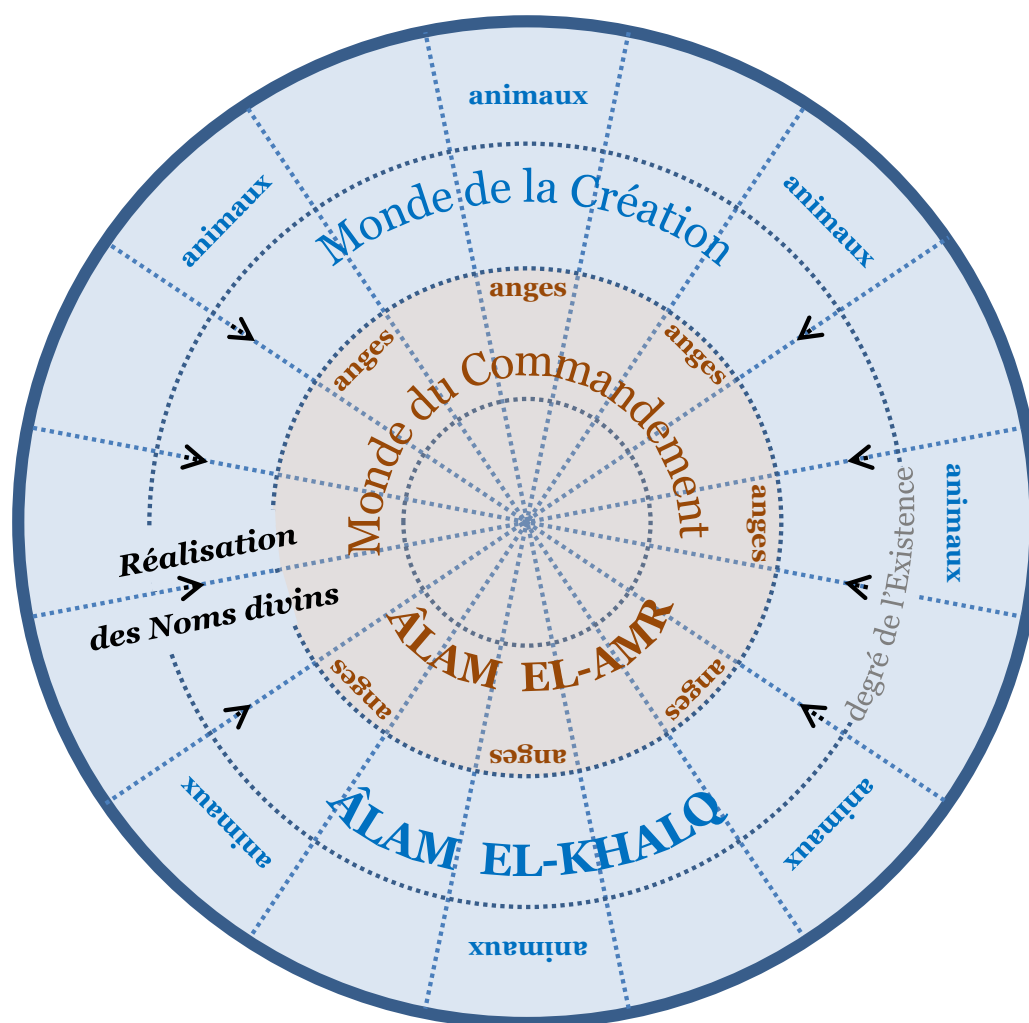 animaux
animaux
animaux
Monde de la Création
anges
anges
anges
Monde du Commandement
animaux
anges
degré de l'Existence
Réalisation
des Noms divins
ÂLAM EL-AMR
anges
anges
anges
ÂLAM EL-KHALQ
animaux
animaux
animaux